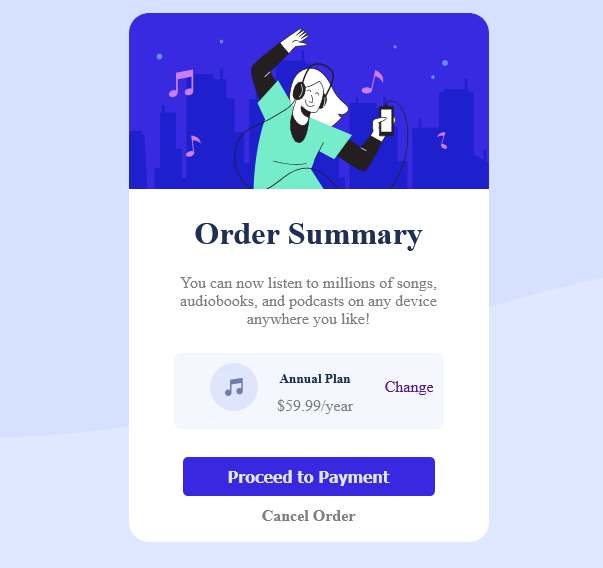 Order Summary
You can now listen to millions of songs,
audiobooks, and podcasts on any device
anywhere you like!
Annual Plan
Change
$59.99/year
Proceed to Payment
Cancel Order